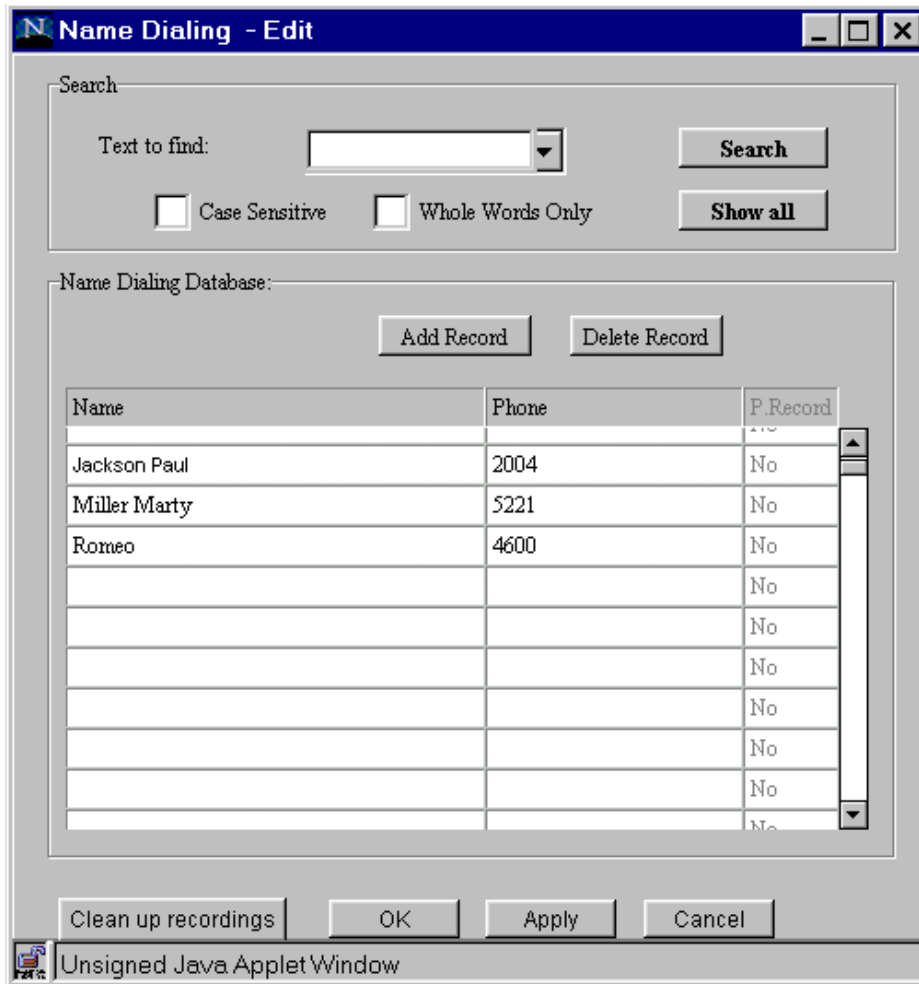 N Name Dialing - Edit
Search
Text to find:
Search
Case Sensitive
Whole Words Only
Show all
Name Dialing Database:
Add Record
Delete Record
Name Phone P.Record
No
Jackson Paul 2004 No
Miller Marty 5221 No
Romeo 4600 No
No
No
No
No
No
No
No
Clean up recordings
OK
Apply
Cancel
Unsigned Java Applet Window